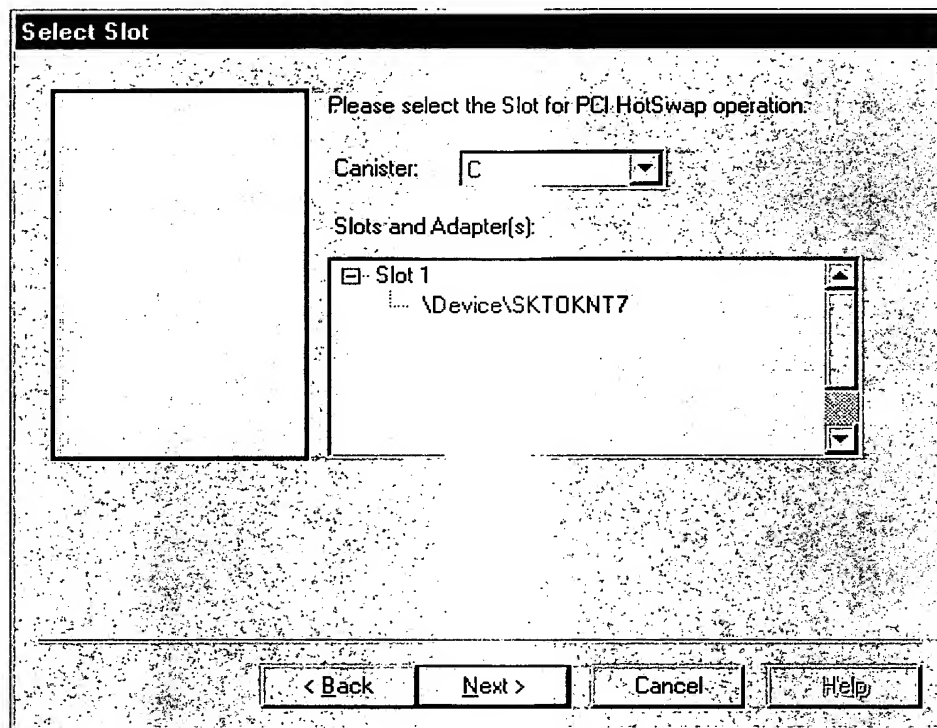 Select Slot
Please select the Slot for PCI HotSwap operation:
Canister: C
Slots and Adapter(s):
Slot 1
\Device\SKTOKNT7
< Back Next > Cancel Help